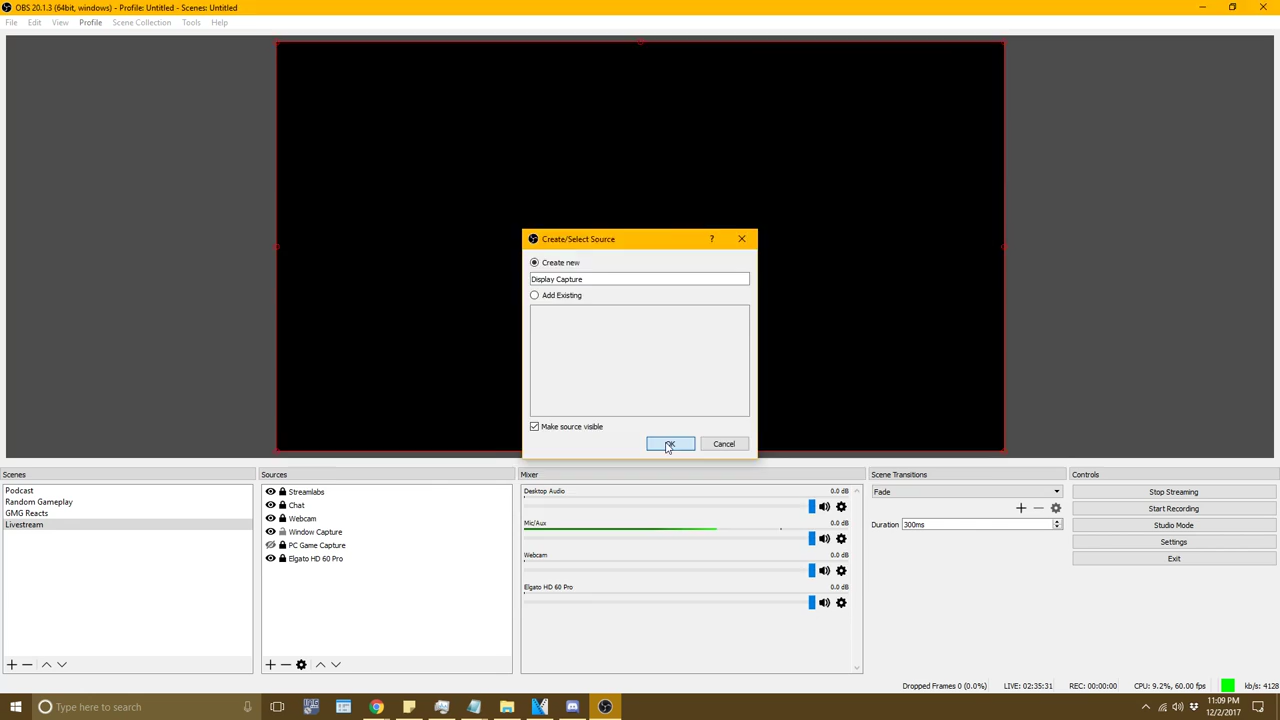 OBS 20.1.3 (64bit, windows) - Profile: Untitled - Scenes: Untitled
File Edit View Profile Scene Collection Tools Help
Create/Select Source ?
Create new
Display Capture
Add Existing
Make source visible
OK Cancel
Scenes
Podcast
Random Gameplay
GMG Reacts
Livestream
Sources
Streamlabs
Chat
Webcam
Window Capture
PC Game Capture
Elgato HD 60 Pro
Mixer
Desktop Audio 0.0 dB
Mic/Aux 0.0 dB
Webcam 0.0 dB
Elgato HD 60 Pro 0.0 dB
Scene Transitions
Fade
Duration 300ms
Controls
Stop Streaming
Start Recording
Studio Mode
Settings
Exit
Dropped Frames 0 (0.0%) LIVE: 02:35:31 REC: 00:00:00 CPU: 9.2%, 60.00 fps kb/s: 4128
Type here to search
11:09 PM
12/2/2017